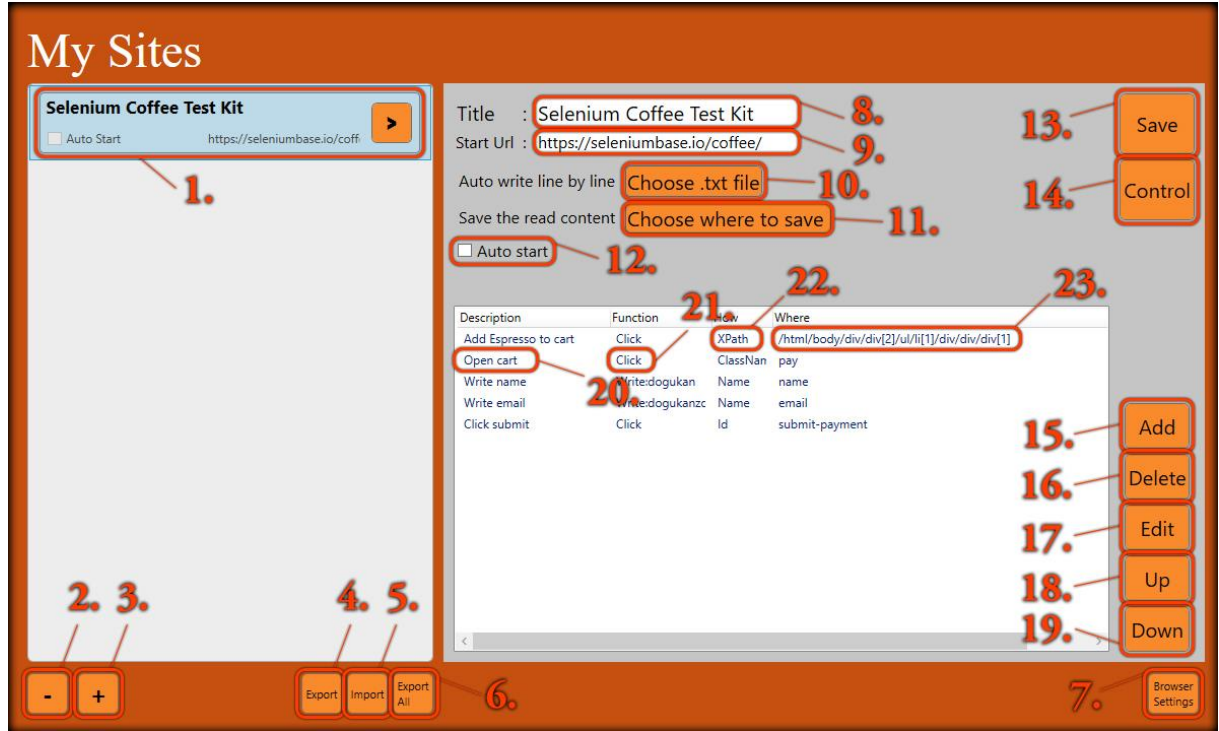 My Sites
Selenium Coffee Test Kit
Auto Start https://seleniumbase.io/coff
>
1.
Title : Selenium Coffee Test Kit
8.
Start Url : https://seleniumbase.io/coffee/
9.
Auto write line by line Choose .txt file
10.
Save the read content Choose where to save
11.
Auto start
12.
13.
Save
14.
Control
21.
22.
23.
Description Function How Where
Add Espresso to cart Click XPath /html/body/div/div[2]/ul/li[1]/div/div/div[1]
Open cart Click ClassNam pay
20.
Write name Write:dogukan Name name
Write email Write:dogukanzo Name email
Click submit Click Id submit-payment
15.
Add
16.
Delete
17.
Edit
18.
Up
19.
Down
2. 3. 4. 5.
- +
Export Import Export All
6.
7.
Browser Settings